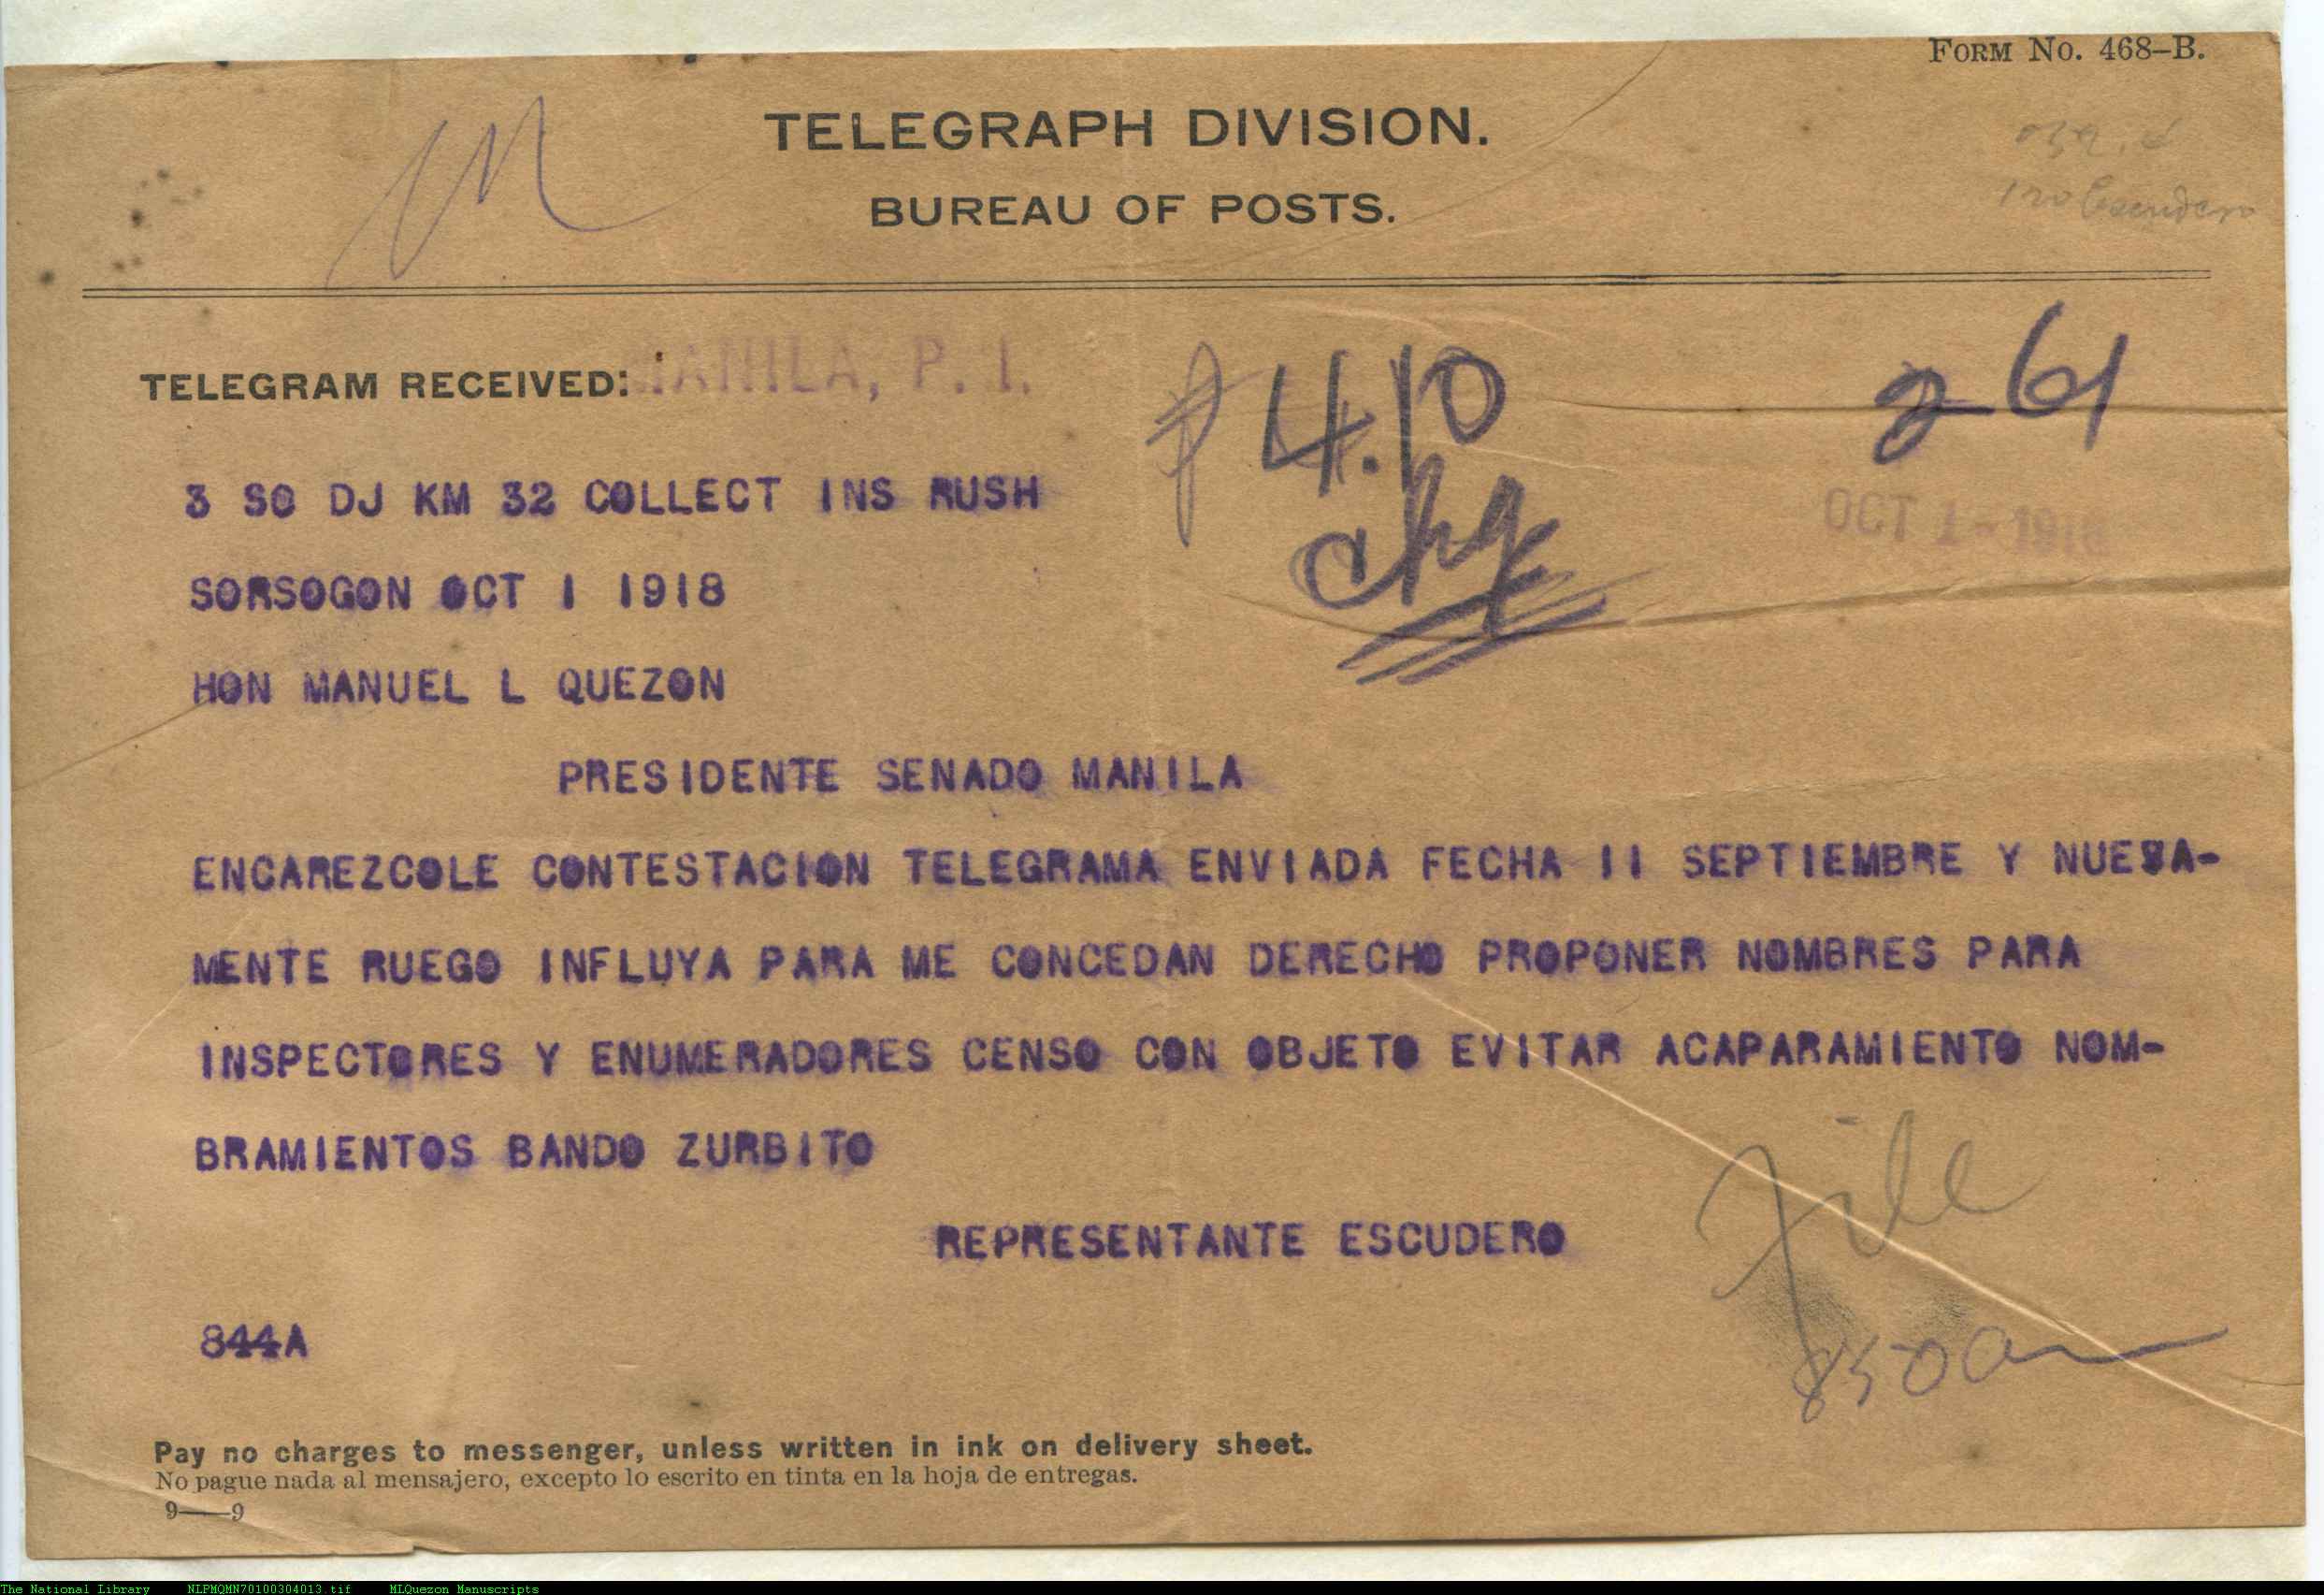 FORM NO. 468–B.
TELEGRAPH DIVISION.
BUREAU OF POSTS.
TELEGRAM RECEIVED:
MANILA, P. I.
₱ 4.10
chg
61
3 SO DJ KM 32 COLLECT INS RUSH
OCT 1 - 1918
SORSOGON OCT 1 1918
HON MANUEL L QUEZON
PRESIDENTE SENADO MANILA
ENCAREZCOLE CONTESTACION TELEGRAMA ENVIADA FECHA 11 SEPTIEMBRE Y NUEVA-
MENTE RUEGO INFLUYA PARA ME CONCEDAN DERECHO PROPONER NOMBRES PARA
INSPECTORES Y ENUMERADORES CENSO CON OBJETO EVITAR ACAPARAMIENTO NOM-
BRAMIENTOS BANDO ZURBITO
REPRESENTANTE ESCUDERO
File
844A
850a
Pay no charges to messenger, unless written in ink on delivery sheet.
No pague nada al mensajero, excepto lo escrito en tinta en la hoja de entregas.
9——9
The National Library NLPMQMN70100304013.tif MLQuezon Manuscripts